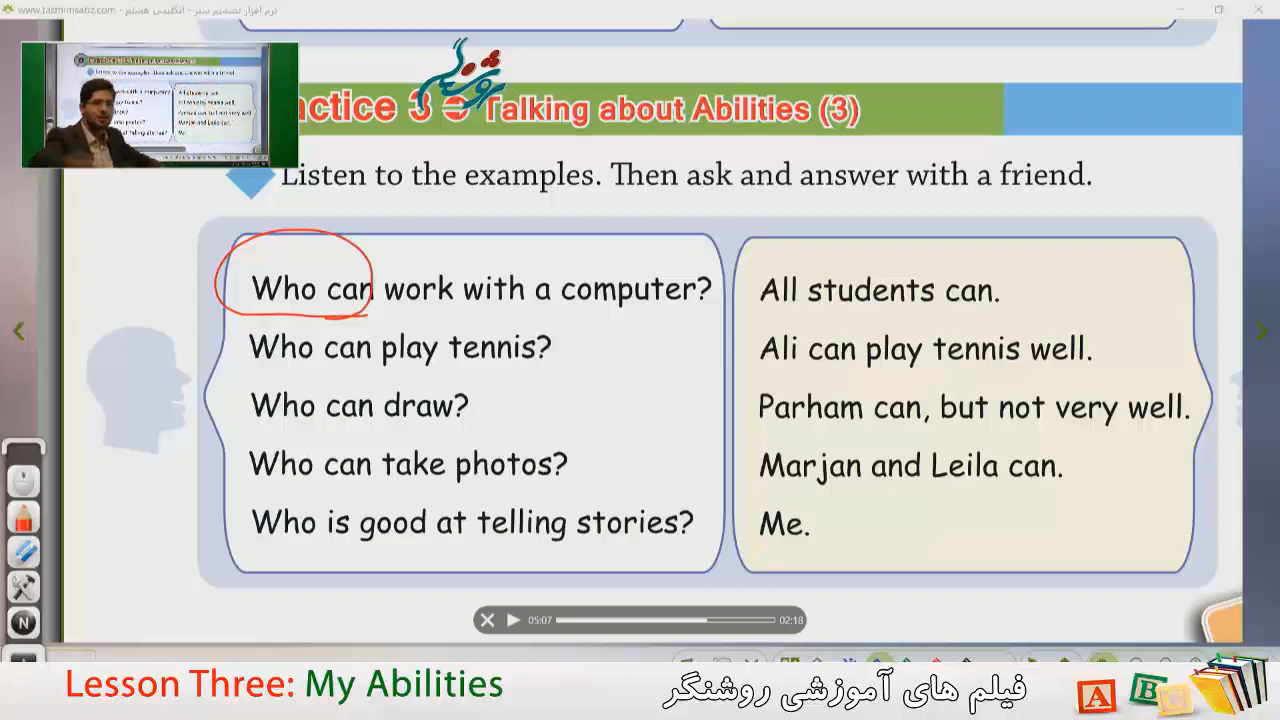 www.tasmimsabz.com - نرم افزار تصمیم سبز - انگلیسی هشتم
روشنگر
actice 3 Talking about Abilities (3)
Listen to the examples. Then ask and answer with a friend.
Who can work with a computer?
Who can play tennis?
Who can draw?
Who can take photos?
Who is good at telling stories?
All students can.
Ali can play tennis well.
Parham can, but not very well.
Marjan and Leila can.
Me.
05:07
02:18
N
Lesson Three: My Abilities
فیلم های آموزشی روشنگر
A B C